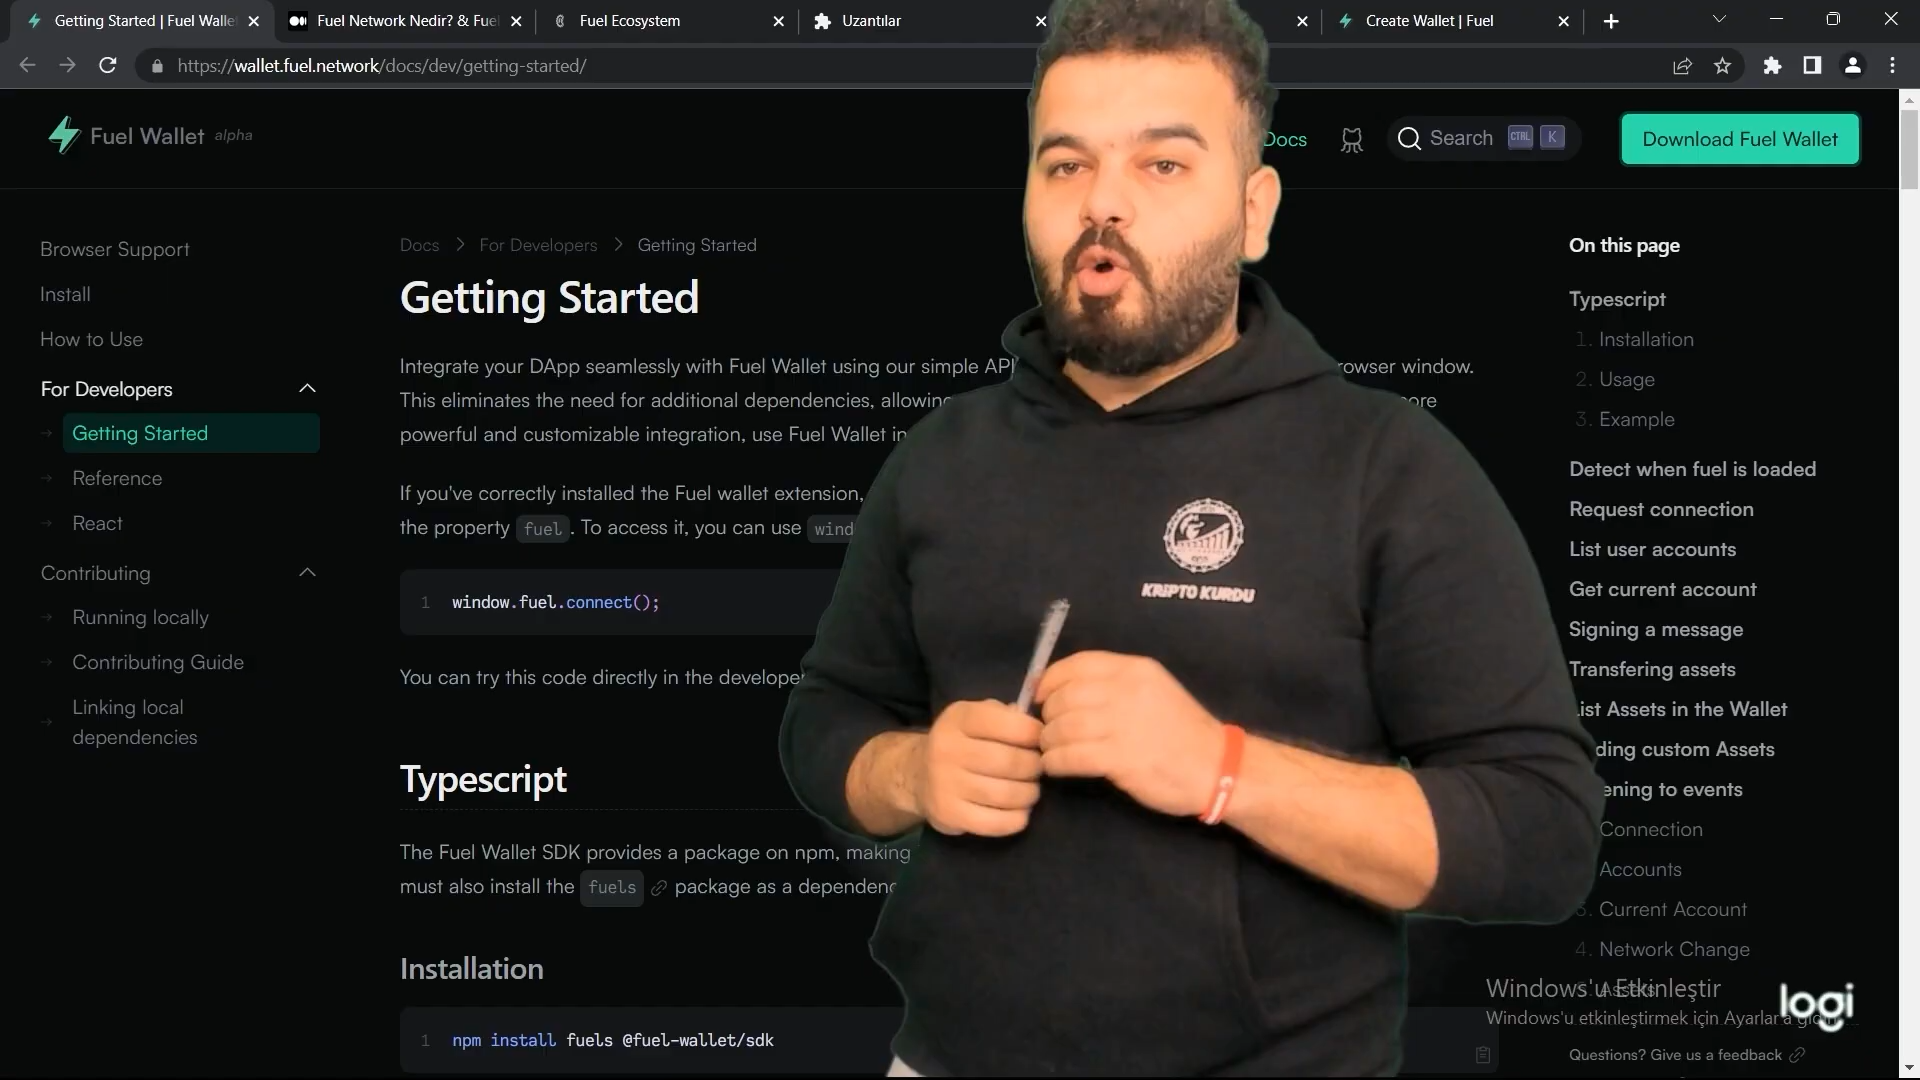 Getting Started | Fuel Walle
Fuel Network Nedir? & Fue
Fuel Ecosystem
Uzantılar
Create Wallet | Fuel
https://wallet.fuel.network/docs/dev/getting-started/
Fuel Wallet alpha
Docs
Search CTRL K
Download Fuel Wallet
Browser Support
Install
How to Use
For Developers
Getting Started
Reference
React
Contributing
Running locally
Contributing Guide
Linking local
dependencies
Docs > For Developers > Getting Started
Getting Started
Integrate your DApp seamlessly with Fuel Wallet using our simple API rowser window.
This eliminates the need for additional dependencies, allowing ore
powerful and customizable integration, use Fuel Wallet in
If you've correctly installed the Fuel wallet extension,
the property fuel. To access it, you can use wind
1 window.fuel.connect();
You can try this code directly in the developer
Typescript
The Fuel Wallet SDK provides a package on npm, making
must also install the fuels package as a dependenc
Installation
1 npm install fuels @fuel-wallet/sdk
KRIPTO KURDU
On this page
Typescript
1. Installation
2. Usage
3. Example
Detect when fuel is loaded
Request connection
List user accounts
Get current account
Signing a message
Transfering assets
List Assets in the Wallet
ding custom Assets
ening to events
Connection
Accounts
3. Current Account
4. Network Change
5. Assets
Windows'u Etkinleştir
Windows'u etkinleştirmek için Ayarlar'a gidin.
logi
Questions? Give us a feedback